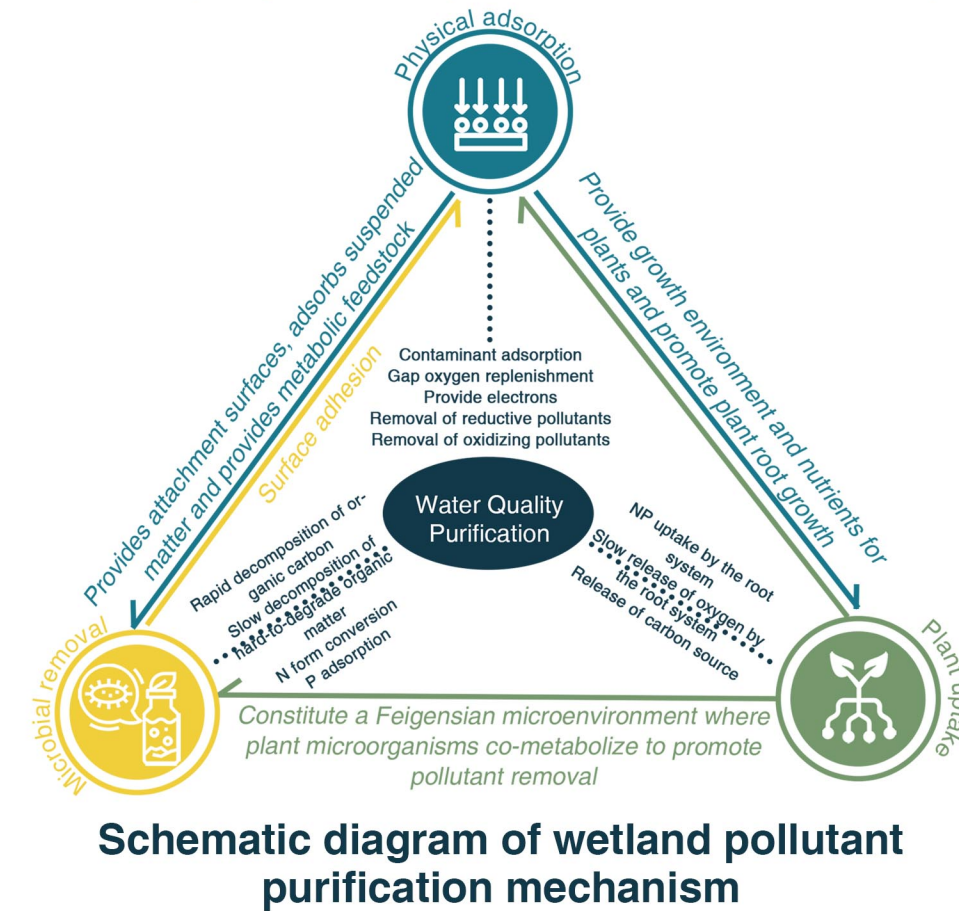 Physical adsorption
Provides attachment surfaces, adsorbs suspended
matter and provides metabolic feedstock
Surface adhesion
Provide growth environment and nutrients for
plants and promote plant root growth
Contaminant adsorption
Gap oxygen replenishment
Provide electrons
Removal of reductive pollutants
Removal of oxidizing pollutants
Water Quality
Purification
Rapid decomposition of or-
ganic carbon
Slow decomposition of
hard-to-degrade organic
matter
N form conversion
P adsorption
NP uptake by the root
system
Slow release of oxygen by
the root system
Release of carbon source
Microbial removal
Plant uptake
Constitute a Feigensian microenvironment where
plant microorganisms co-metabolize to promote
pollutant removal
Schematic diagram of wetland pollutant
purification mechanism